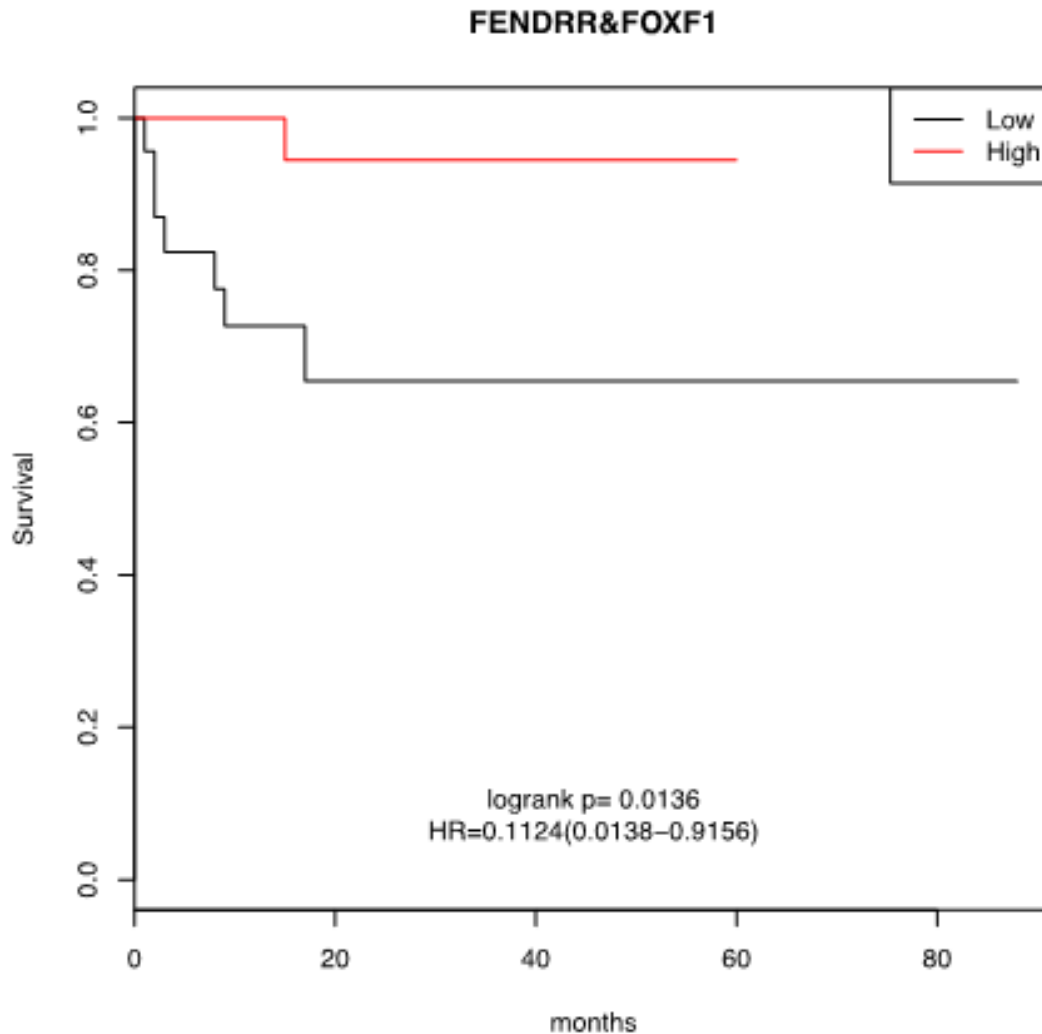 FENDRR&FOXF1
Low
High
1.0
0.8
0.6
0.4
0.2
0.0
Survival
logrank p= 0.0136
HR=0.1124(0.0138−0.9156)
0 20 40 60 80
months